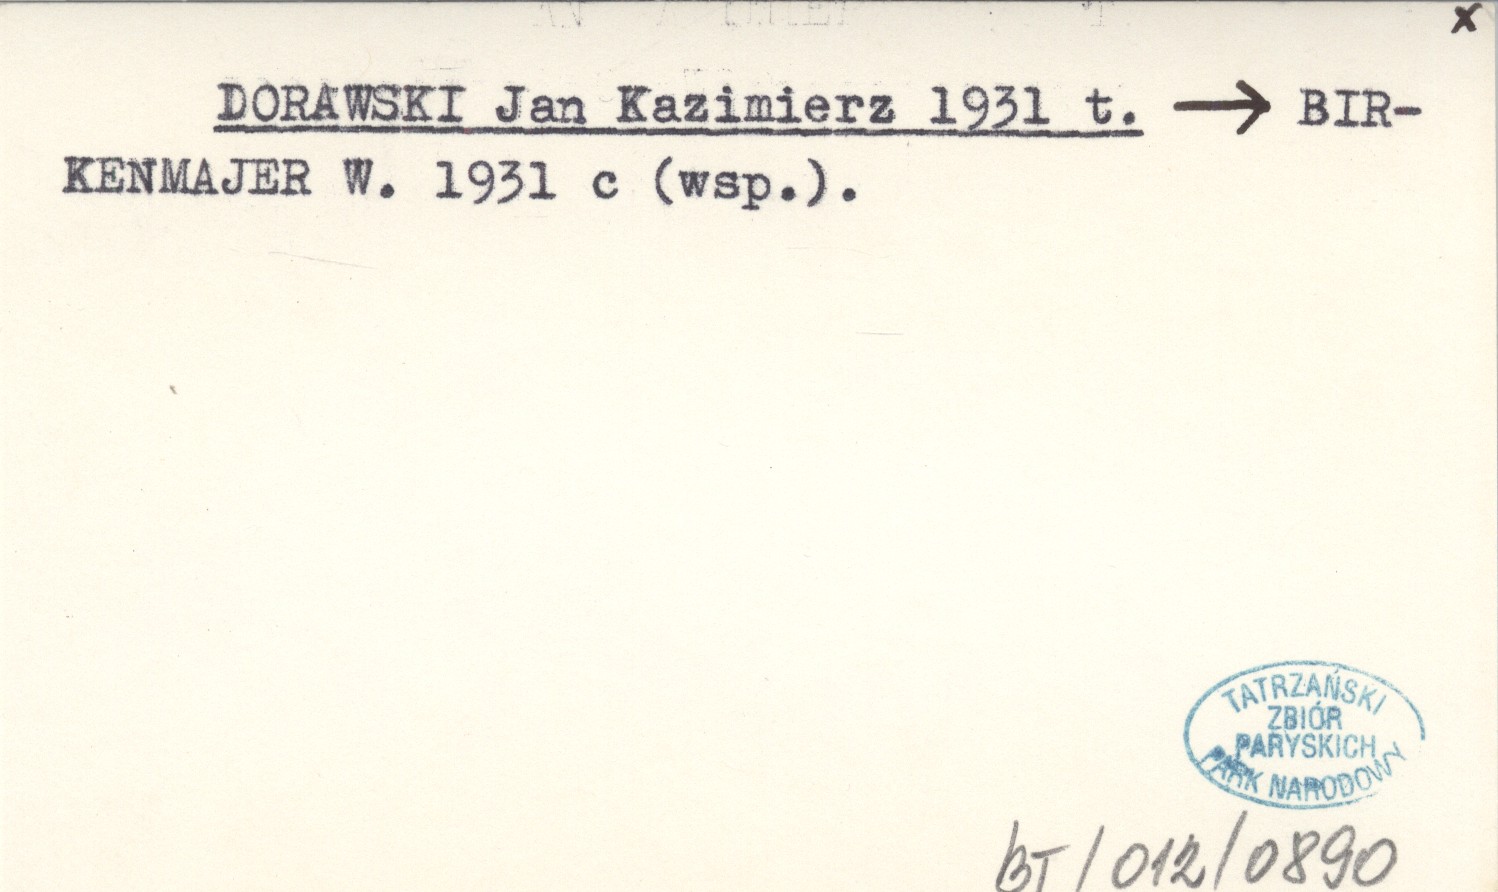 x
DORAWSKI Jan Kazimierz 1931 t. → BIR-
KENMAJER W. 1931 c (wsp.).
TATRZAŃSKI
ZBIÓR
PARYSKICH
PARK NARODOWY
BT/012/0890